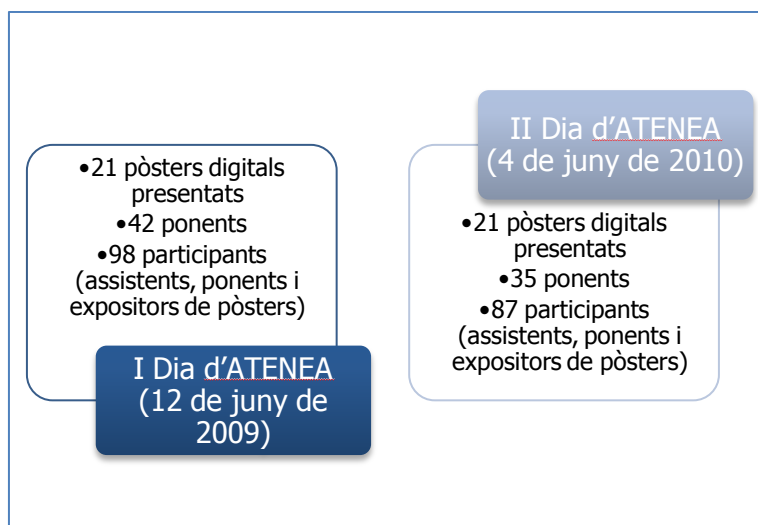 •21 pòsters digitals
presentats
•42 ponents
•98 participants
(assistents, ponents i
expositors de pòsters)
I Dia d’ATENEA
(12 de juny de
2009)
II Dia d’ATENEA
(4 de juny de 2010)
•21 pòsters digitals
presentats
•35 ponents
•87 participants
(assistents, ponents i
expositors de pòsters)